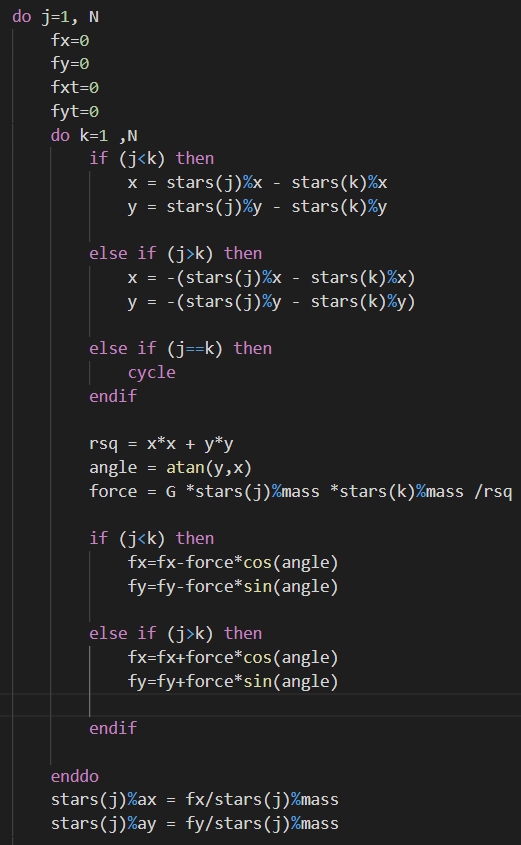 do j=1, N
    fx=0
    fy=0
    fxt=0
    fyt=0
    do k=1 ,N
        if (j<k) then
            x = stars(j)%x - stars(k)%x
            y = stars(j)%y - stars(k)%y

        else if (j>k) then
            x = -(stars(j)%x - stars(k)%x)
            y = -(stars(j)%y - stars(k)%y)

        else if (j==k) then
            cycle
        endif

        rsq = x*x + y*y
        angle = atan(y,x)
        force = G *stars(j)%mass *stars(k)%mass /rsq

        if (j<k) then
            fx=fx-force*cos(angle)
            fy=fy-force*sin(angle)

        else if (j>k) then
            fx=fx+force*cos(angle)
            fy=fy+force*sin(angle)

        endif

    enddo
    stars(j)%ax = fx/stars(j)%mass
    stars(j)%ay = fy/stars(j)%mass